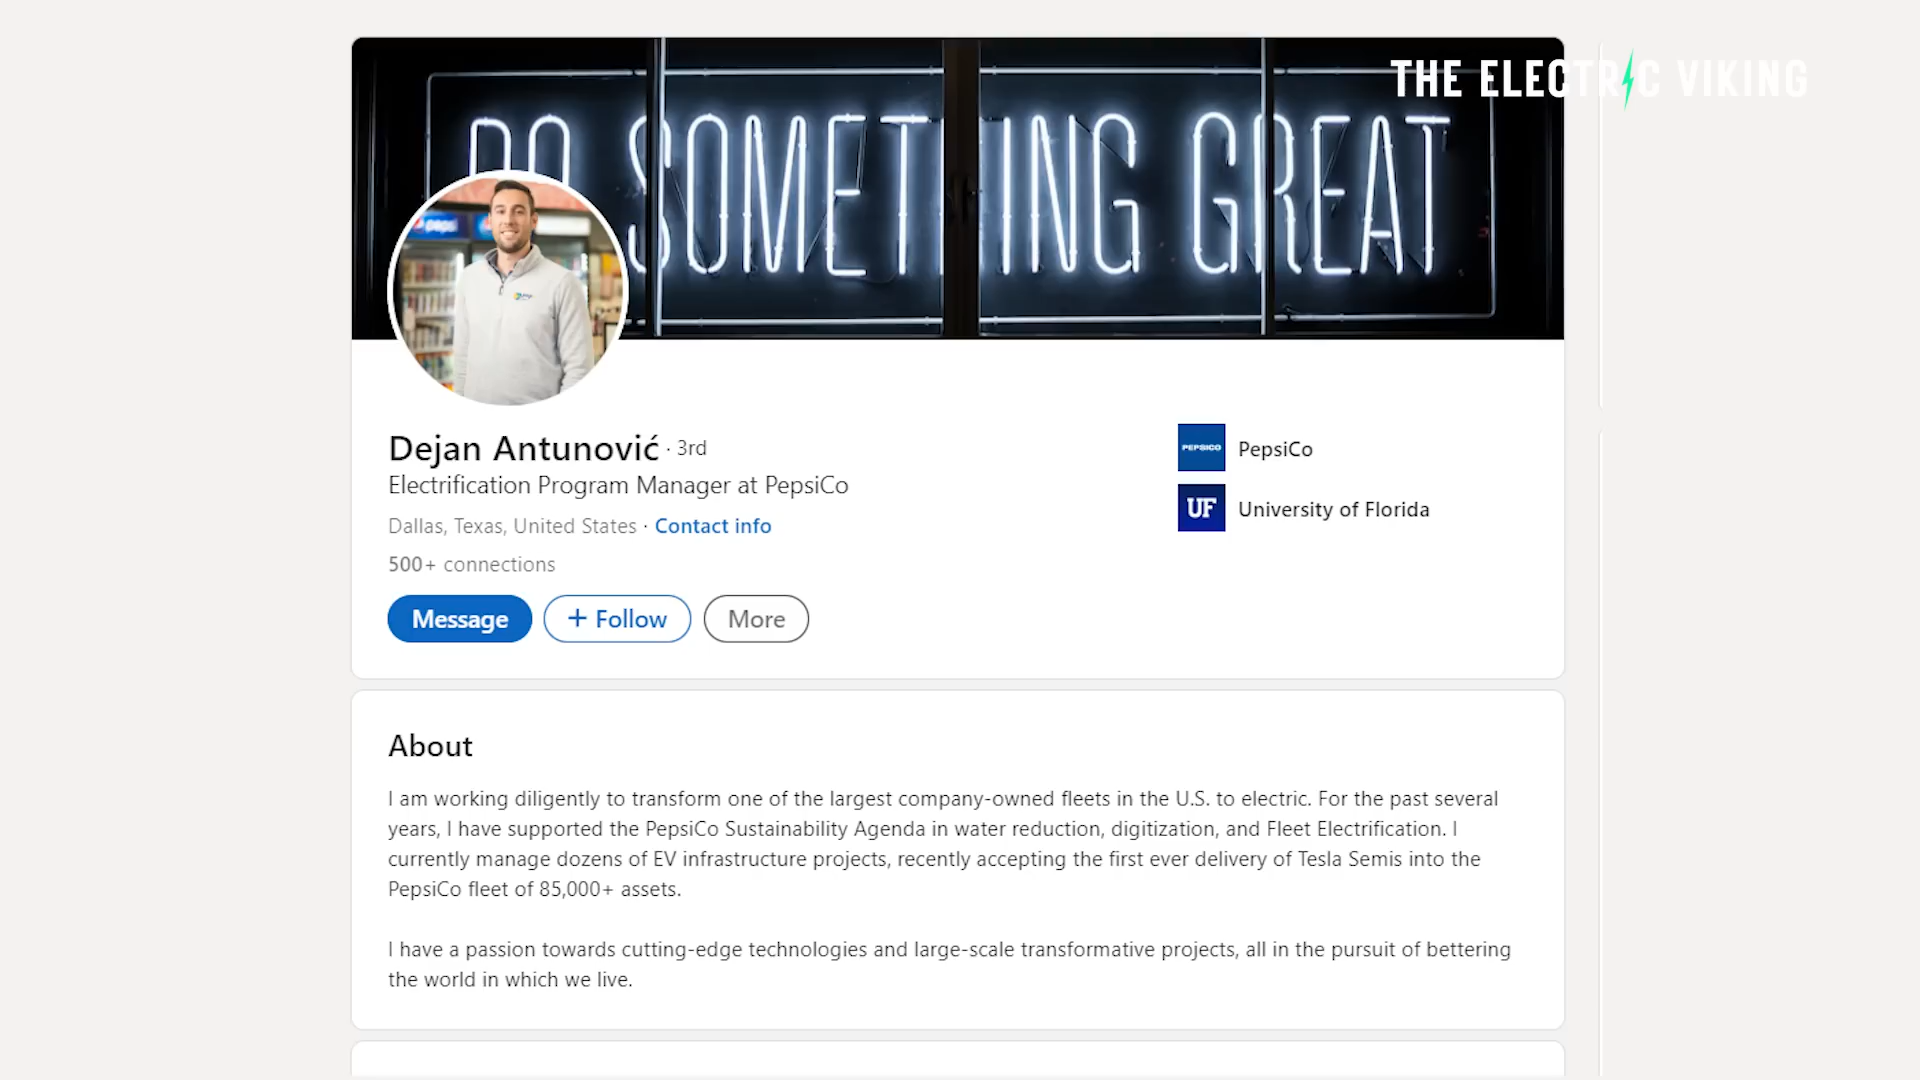 THE ELECTRIC VIKING
DO SOMETHING GREAT
pepsi
Dejan Antunović · 3rd
Electrification Program Manager at PepsiCo
Dallas, Texas, United States · Contact info
500+ connections
Message
+ Follow
More
PEPSICO
PepsiCo
UF
University of Florida
About
I am working diligently to transform one of the largest company-owned fleets in the U.S. to electric. For the past several
years, I have supported the PepsiCo Sustainability Agenda in water reduction, digitization, and Fleet Electrification. I
currently manage dozens of EV infrastructure projects, recently accepting the first ever delivery of Tesla Semis into the
PepsiCo fleet of 85,000+ assets.
I have a passion towards cutting-edge technologies and large-scale transformative projects, all in the pursuit of bettering
the world in which we live.